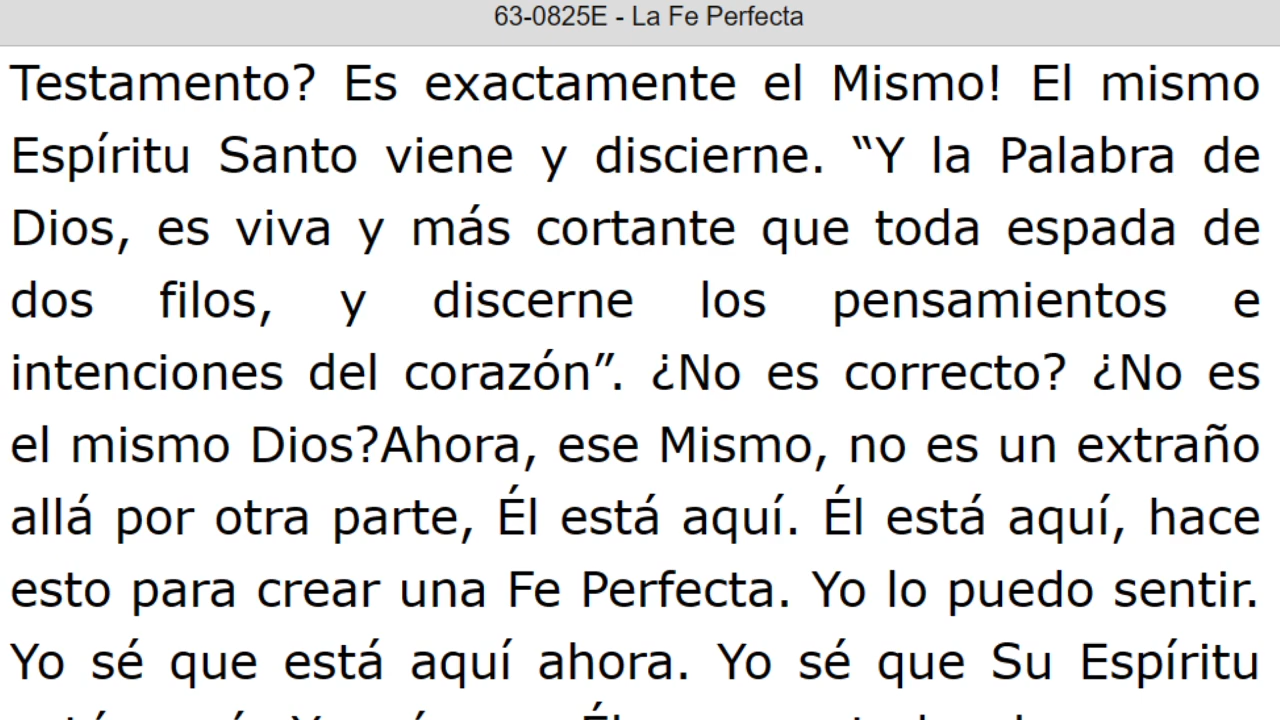 63-0825E - La Fe Perfecta
Testamento? Es exactamente el Mismo! El mismo
Espíritu Santo viene y discierne. “Y la Palabra de
Dios, es viva y más cortante que toda espada de
dos filos, y discerne los pensamientos e
intenciones del corazón”. ¿No es correcto? ¿No es
el mismo Dios?Ahora, ese Mismo, no es un extraño
allá por otra parte, Él está aquí. Él está aquí, hace
esto para crear una Fe Perfecta. Yo lo puedo sentir.
Yo sé que está aquí ahora. Yo sé que Su Espíritu